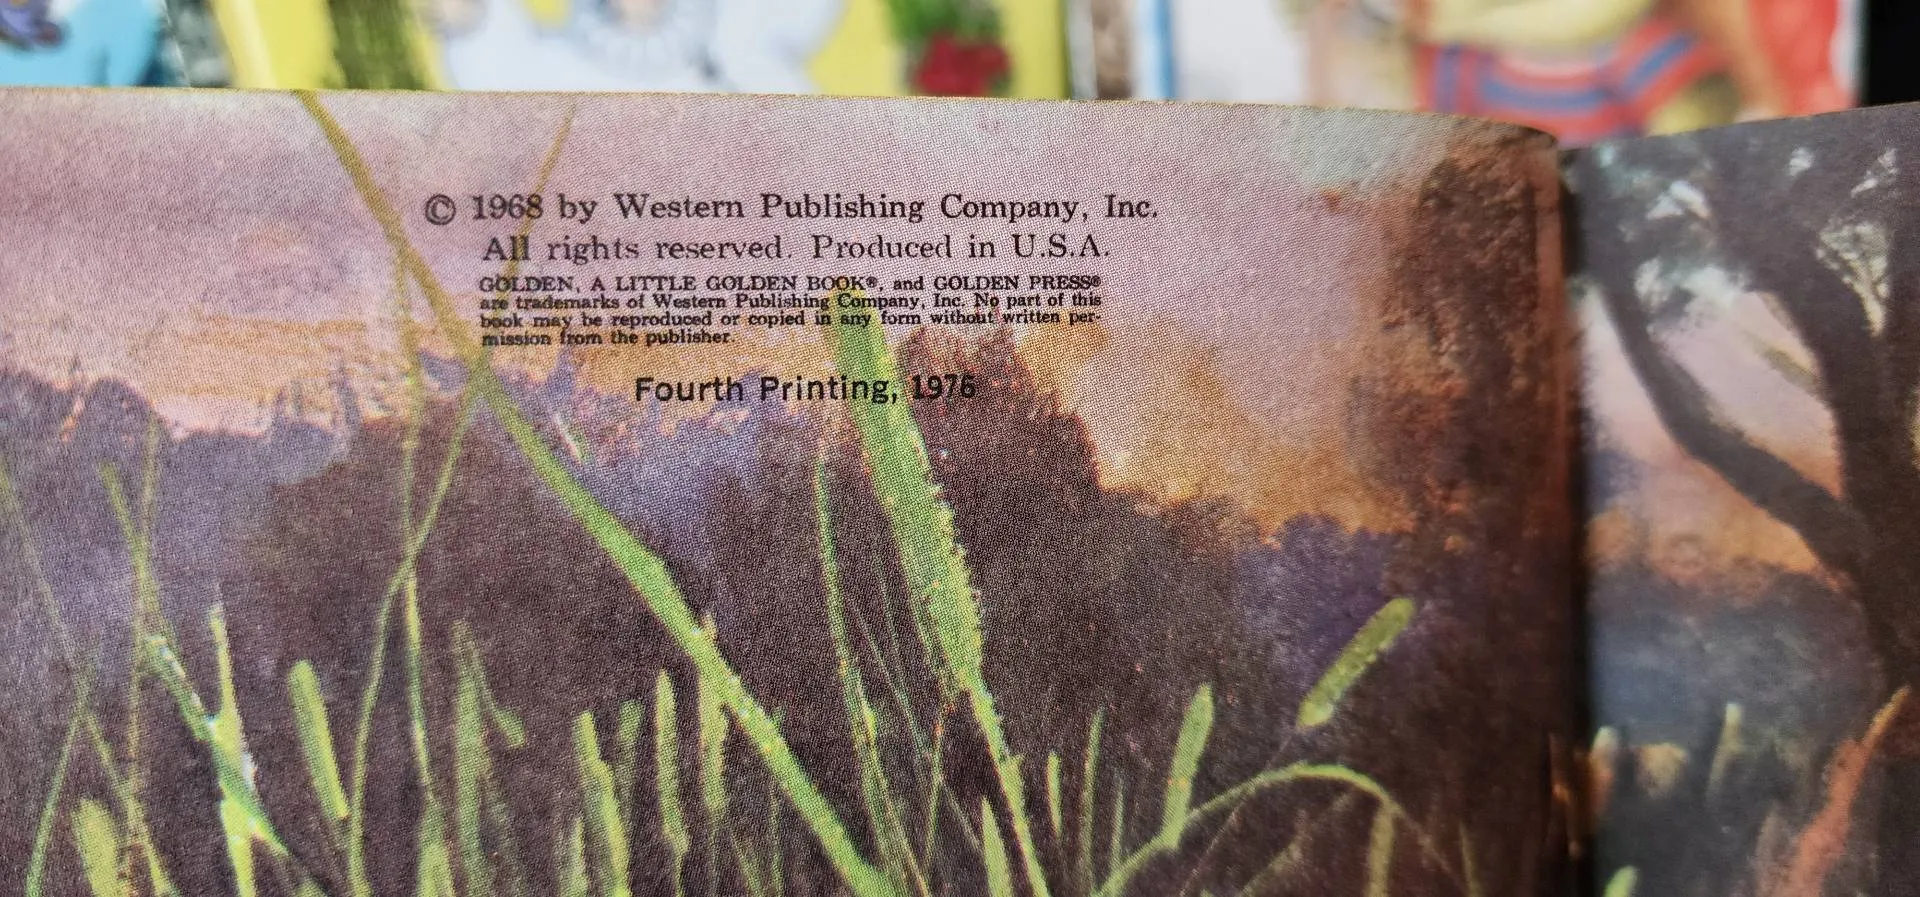 © 1968 by Western Publishing Company, Inc.
All rights reserved. Produced in U.S.A.
GOLDEN, A LITTLE GOLDEN BOOK®, and GOLDEN PRESS®
are trademarks of Western Publishing Company, Inc. No part of this
book may be reproduced or copied in any form without written per-
mission from the publisher.
Fourth Printing, 1976